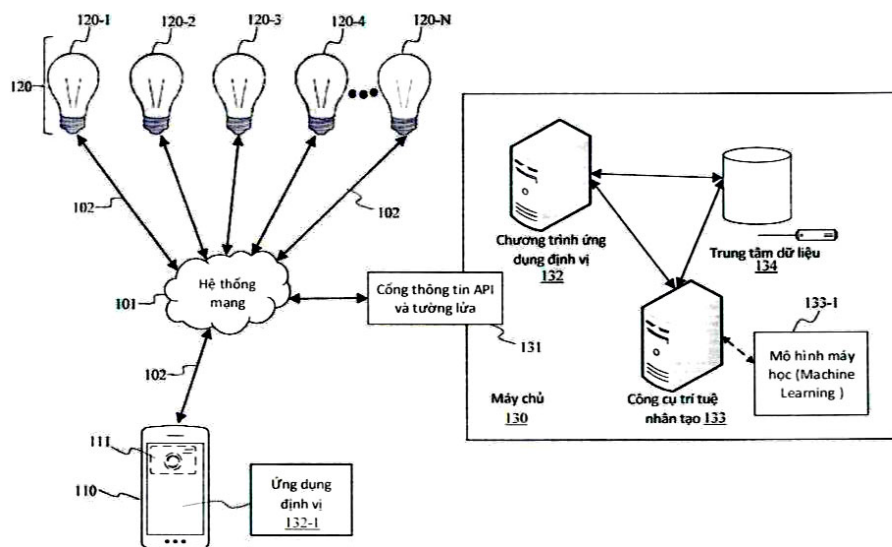 120-1
120-2
120-3
120-4
120-N
120
102
102
Hệ thống
mạng
101
Cổng thông tin API
và tường lửa
131
Chương trình ứng
dụng định vị
132
Trung tâm dữ liệu
134
133-1
Mô hình máy
học (Machine
Learning )
Máy chủ
130
Công cụ trí tuệ
nhân tạo 133
102
111
110
Ứng dụng
định vị
132-1